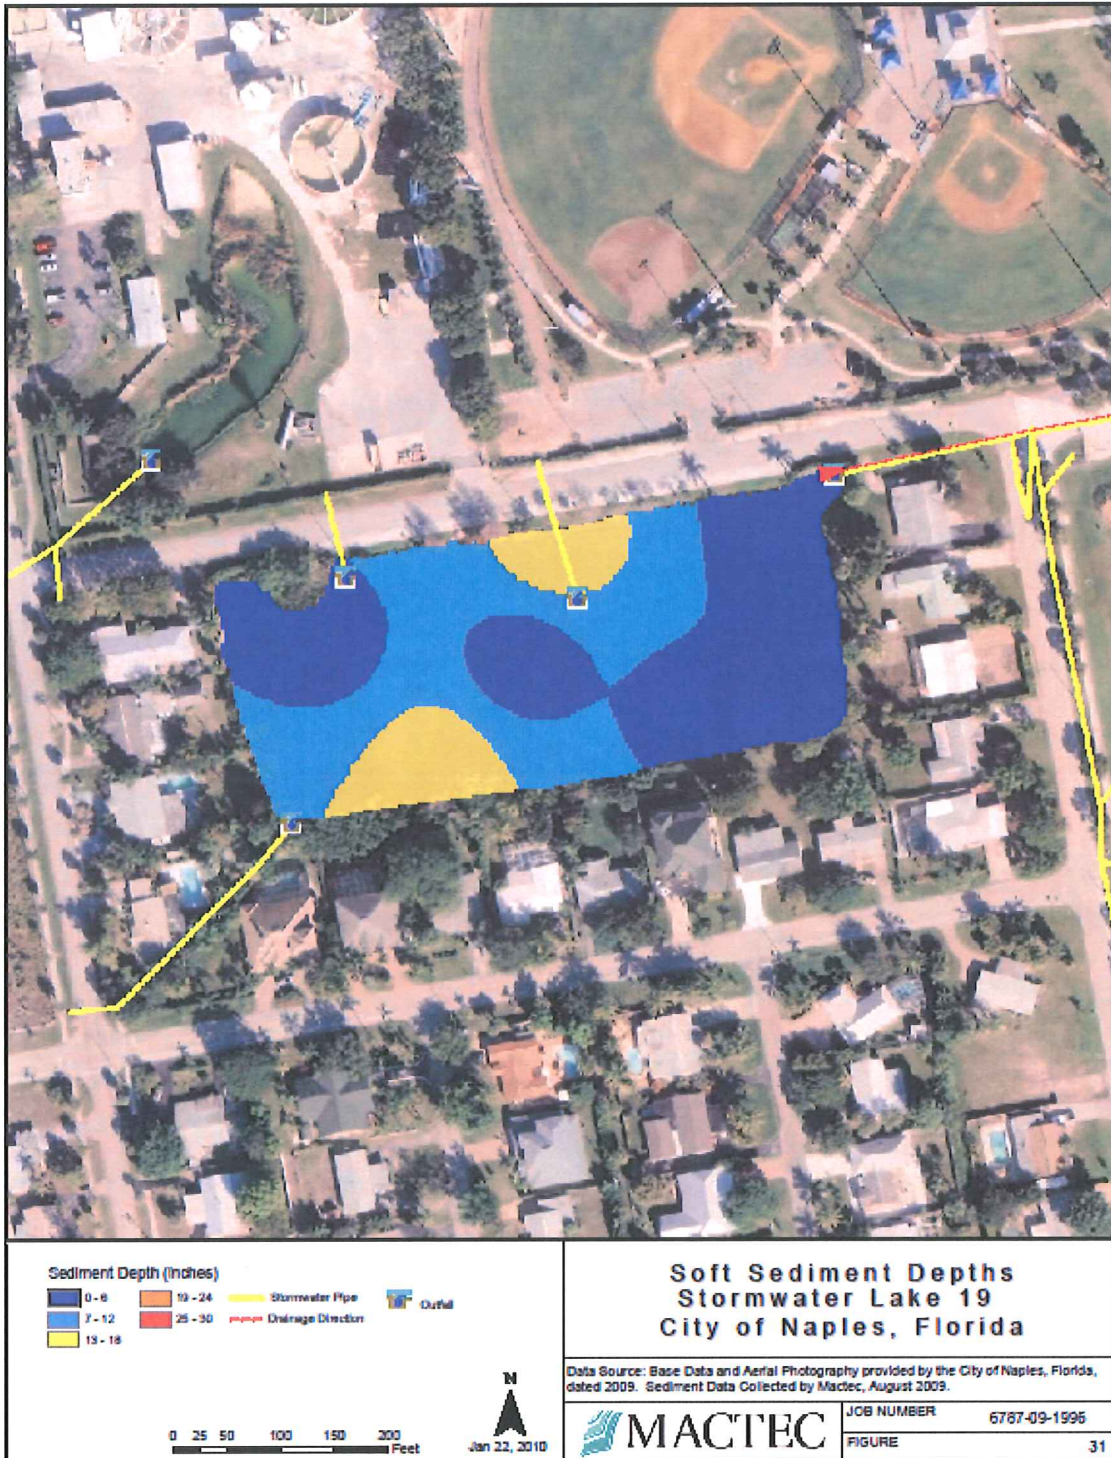 Sediment Depth (Inches)
0 - 6
7 - 12
13 - 18
19 - 24
25 - 30
Stormwater Pipe
Drainage Direction
Outfall
N
0 25 50 100 150 200
Feet
Jan 22, 2010
Soft Sediment Depths
Stormwater Lake 19
City of Naples, Florida
Data Source: Base Data and Aerial Photography provided by the City of Naples, Florida,
dated 2009. Sediment Data Collected by Mactec, August 2009.
MACTEC
JOB NUMBER 6787-09-1995
FIGURE 31